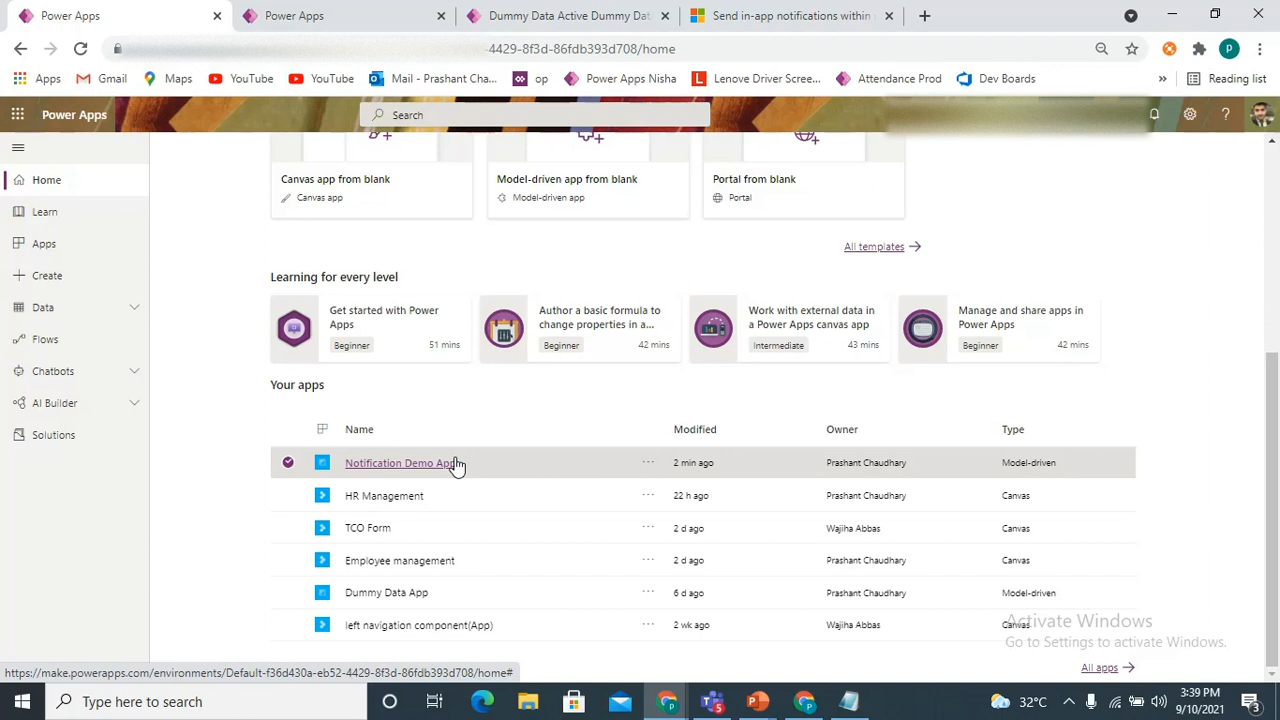 Power Apps
Power Apps
Dummy Data Active Dummy Dat
Send in-app notifications within
-4429-8f3d-86fdb393d708/home
P
Apps
Gmail
Maps
YouTube
YouTube
Mail - Prashant Cha...
op
Power Apps Nisha
Lenove Driver Scree...
Attendance Prod
Dev Boards
»
Reading list
Power Apps
Search
?
Home
Learn
Apps
Create
Data
Flows
Chatbots
AI Builder
Solutions
Canvas app from blank
Canvas app
Model-driven app from blank
Model-driven app
Portal from blank
Portal
All templates
Learning for every level
Get started with Power
Apps
Beginner 51 mins
Author a basic formula to
change properties in a...
Beginner 42 mins
Work with external data in
a Power Apps canvas app
Intermediate 43 mins
Manage and share apps in
Power Apps
Beginner 42 mins
Your apps
Name Modified Owner Type
Notification Demo App ... 2 min ago Prashant Chaudhary Model-driven
HR Management ... 22 h ago Prashant Chaudhary Canvas
TCO Form ... 2 d ago Wajiha Abbas Canvas
Employee management ... 2 d ago Prashant Chaudhary Canvas
Dummy Data App ... 6 d ago Prashant Chaudhary Model-driven
left navigation component(App) ... 2 wk ago Wajiha Abbas Canvas
Activate Windows
Go to Settings to activate Windows.
All apps
https://make.powerapps.com/environments/Default-f36d430a-eb52-4429-8f3d-86fdb393d708/home#
Type here to search
32°C
3:39 PM
9/10/2021
3